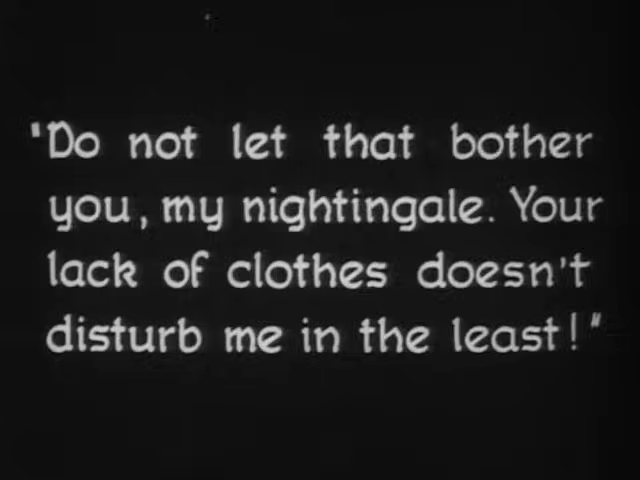 "Do not let that bother
you, my nightingale. Your
lack of clothes doesn't
disturb me in the least!"